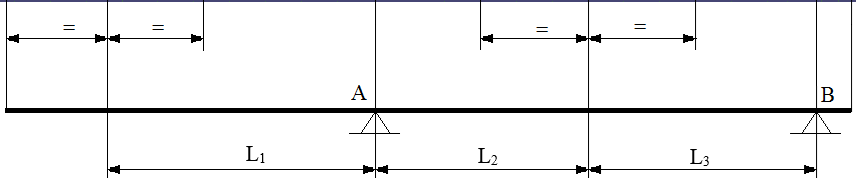 = = = =
A B
L₁ L₂ L₃